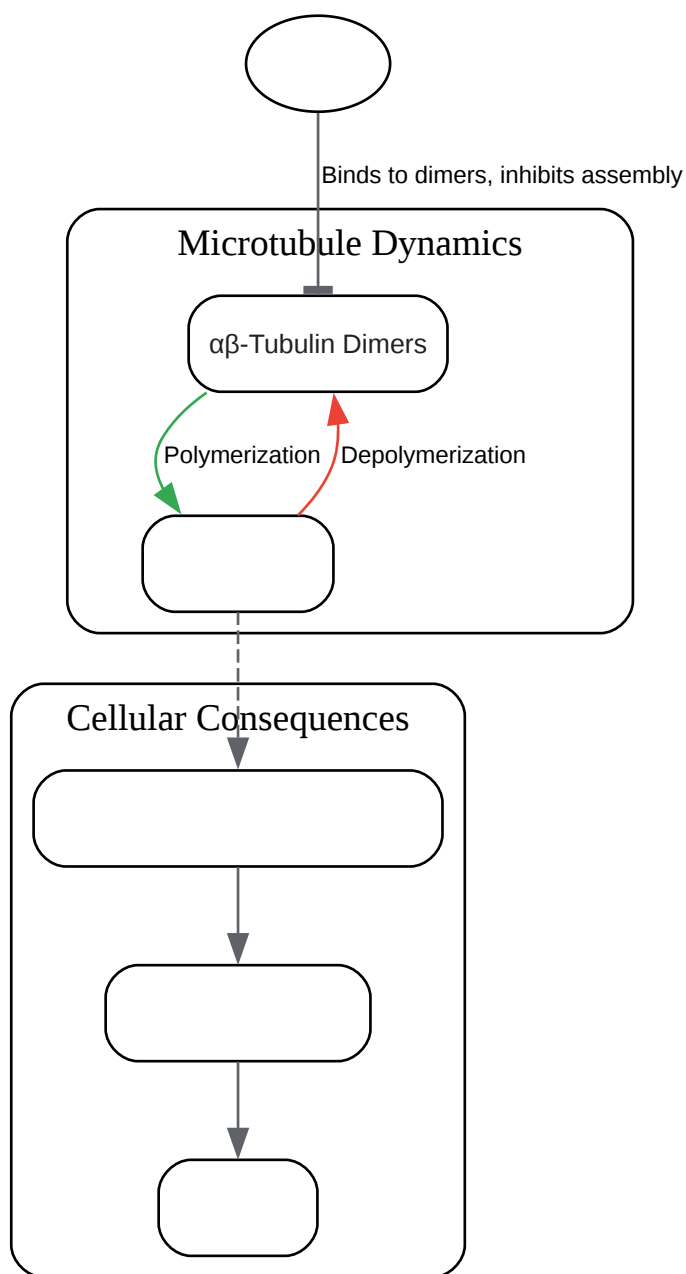 Binds to dimers, inhibits assembly
Microtubule Dynamics
αβ-Tubulin Dimers
Polymerization
Depolymerization
Cellular Consequences